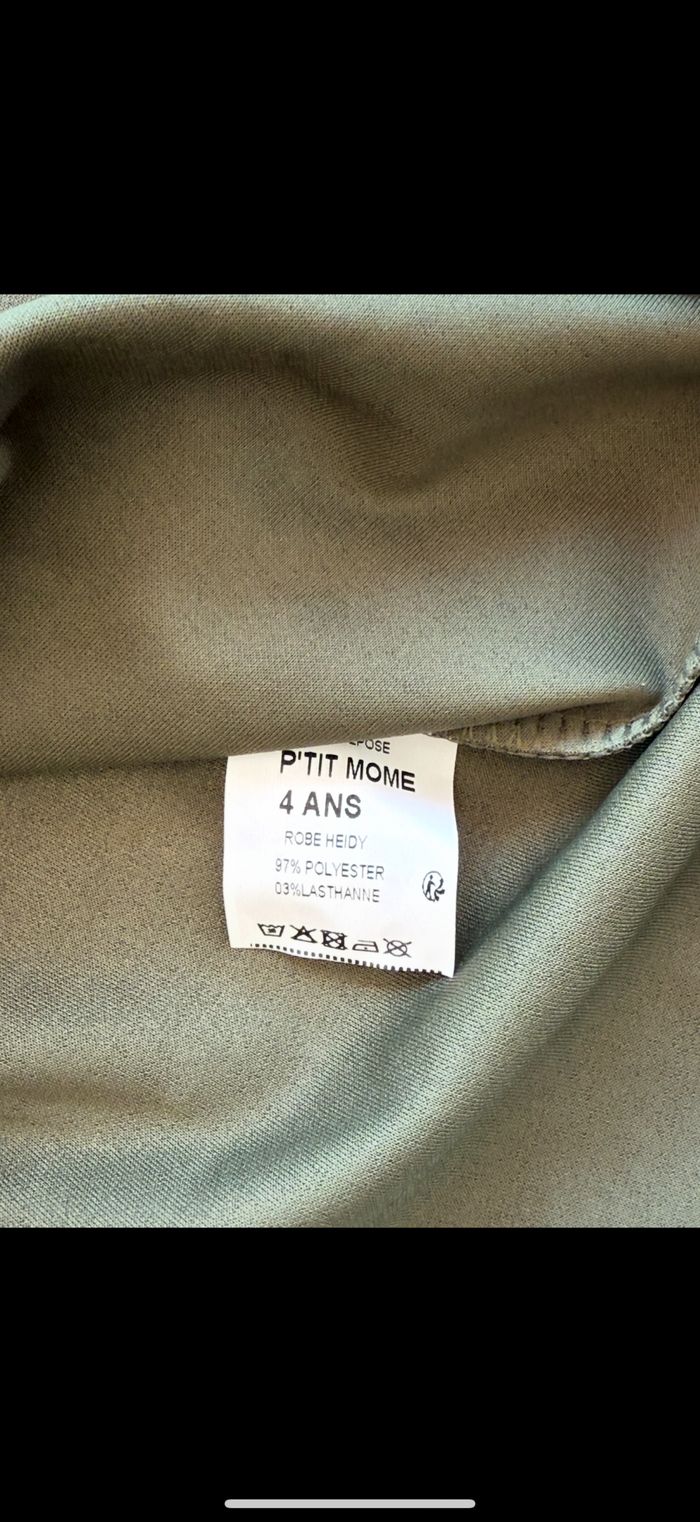 P'TIT MOME
4 ANS
ROBE HEIDY
97% POLYESTER
03%LASTHANNE